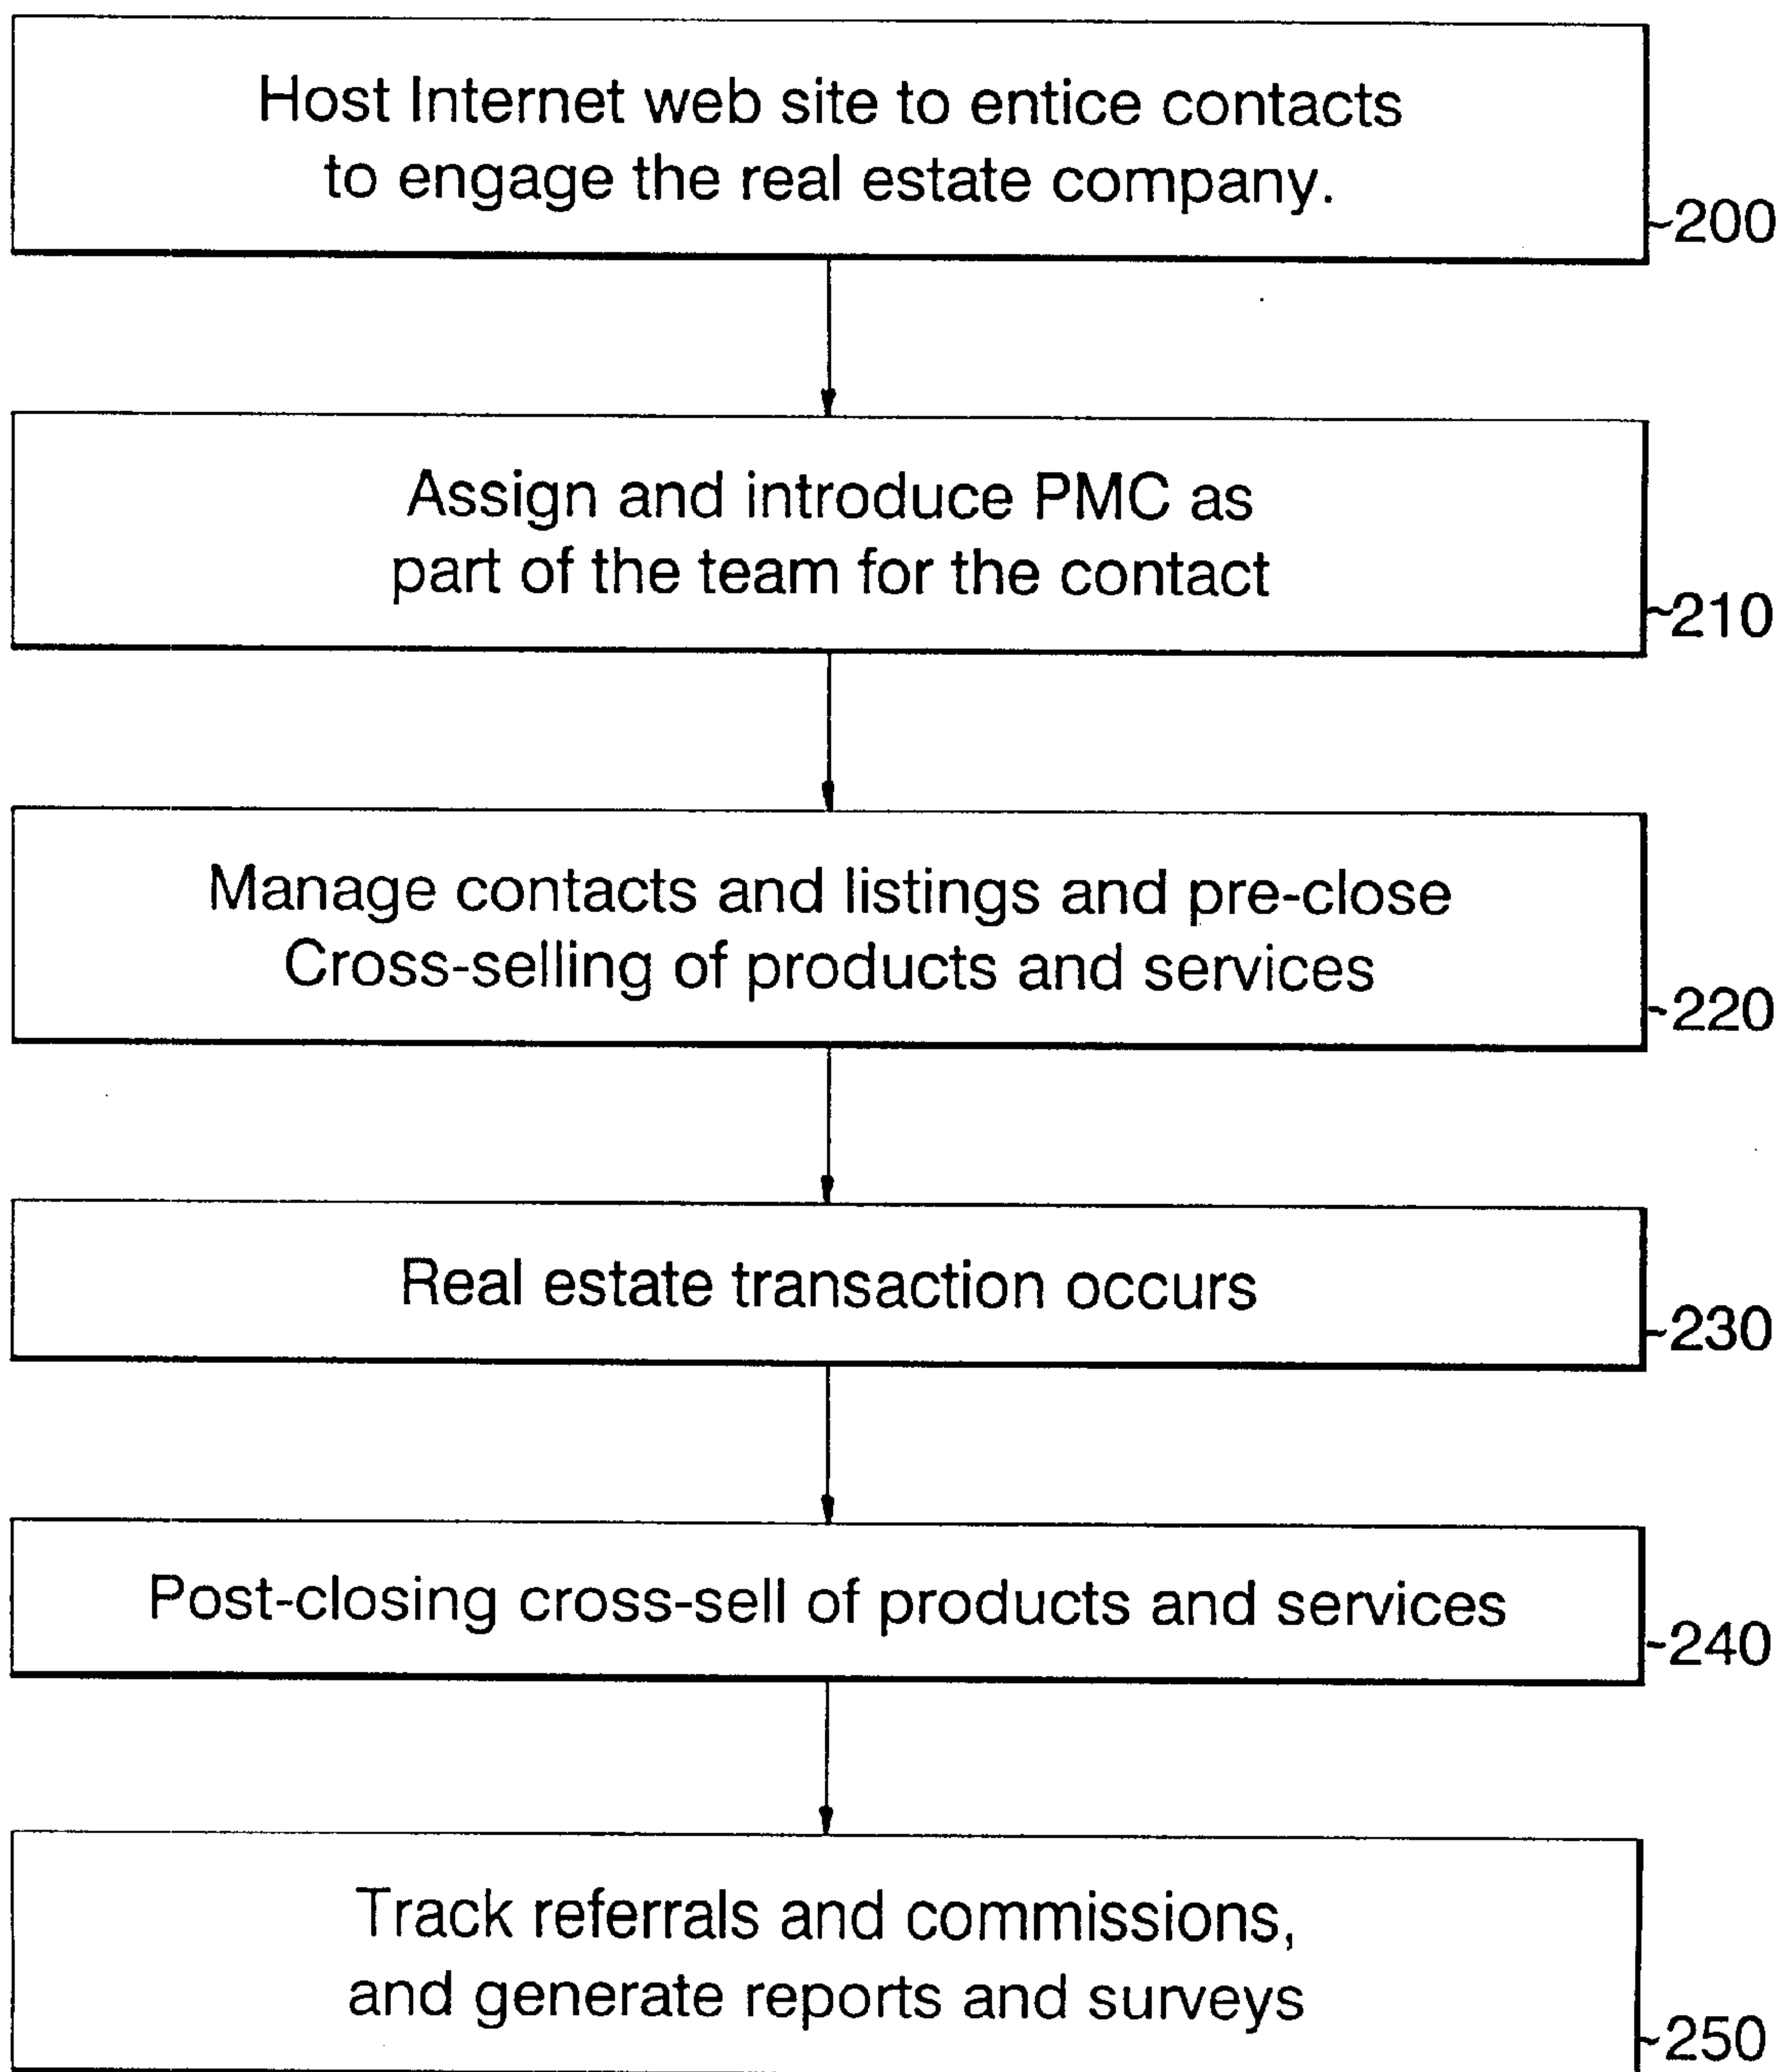 Host Internet web site to entice contacts
to engage the real estate company.
~200
Assign and introduce PMC as
part of the team for the contact
~210
Manage contacts and listings and pre-close
Cross-selling of products and services
~220
Real estate transaction occurs
~230
Post-closing cross-sell of products and services
~240
Track referrals and commissions,
and generate reports and surveys
~250